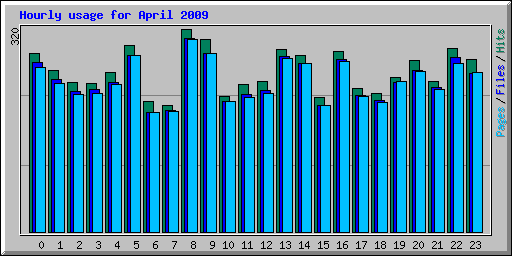 Hourly usage for April 2009
320
Pages / Files / Hits
0 1 2 3 4 5 6 7 8 9 10 11 12 13 14 15 16 17 18 19 20 21 22 23